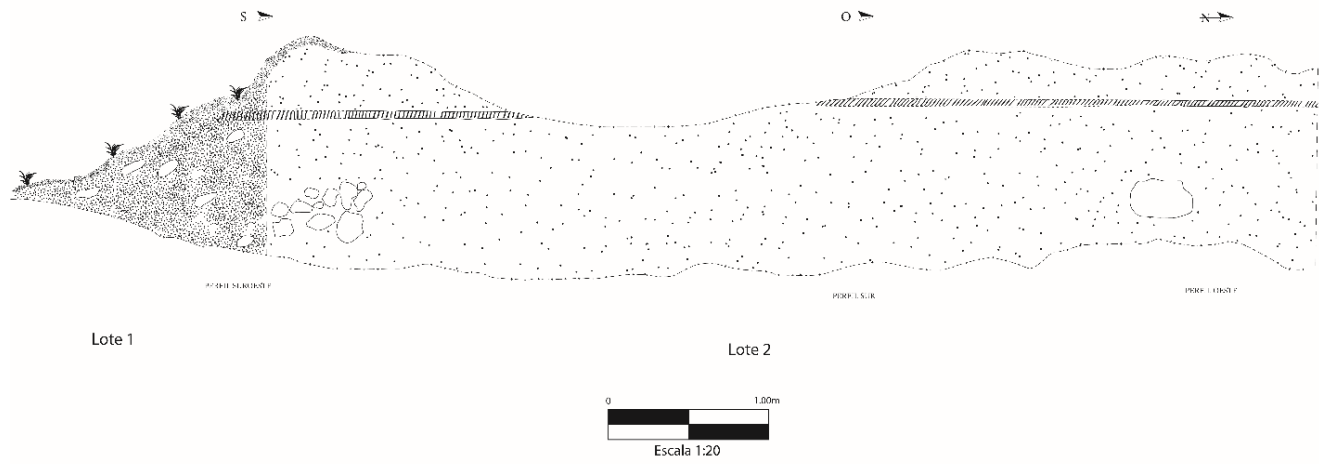 S
O
N
PERFIL SUROESTE
PERFIL SUR
PERFIL OESTE
Lote 1
Lote 2
0
1.00m
Escala 1:20